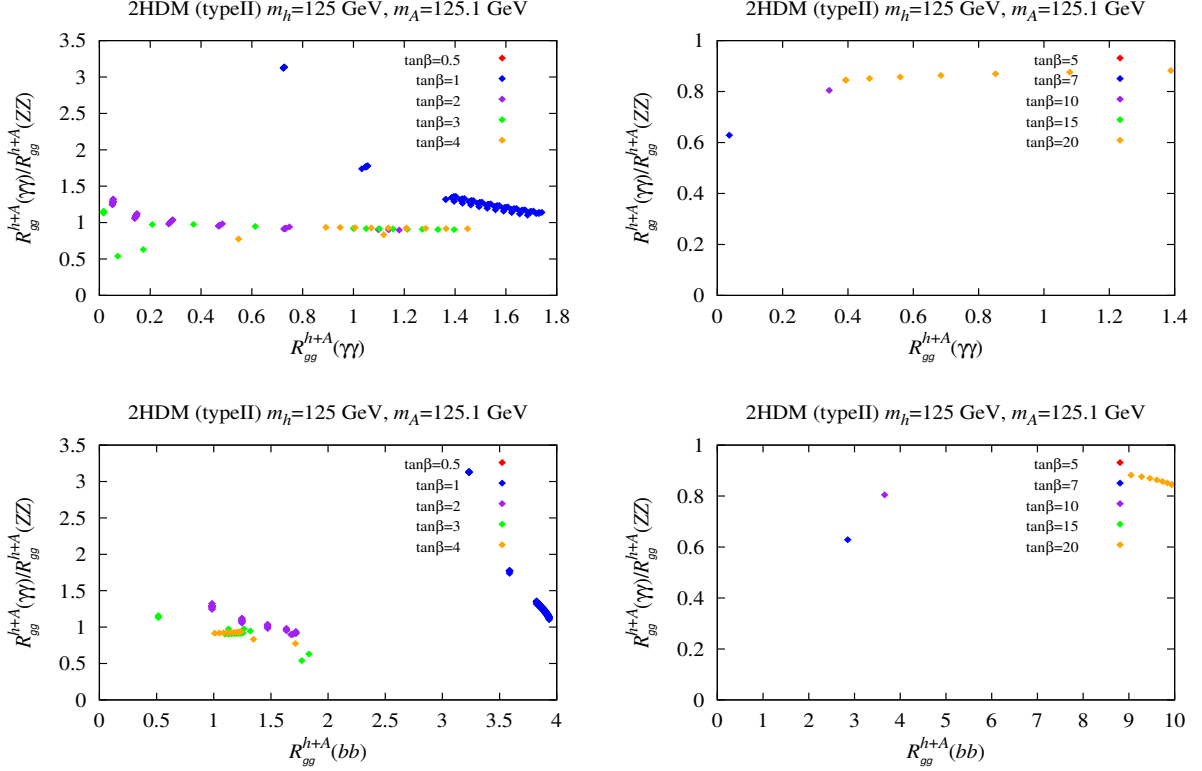 2HDM (typeII) m_h=125 GeV, m_A=125.1 GeV
R_gg^{h+A}(γγ)/R_gg^{h+A}(ZZ)
3.5
3
2.5
2
1.5
1
0.5
0
tanβ=0.5
tanβ=1
tanβ=2
tanβ=3
tanβ=4
0 0.2 0.4 0.6 0.8 1 1.2 1.4 1.6 1.8
R_gg^{h+A}(γγ)
2HDM (typeII) m_h=125 GeV, m_A=125.1 GeV
R_gg^{h+A}(γγ)/R_gg^{h+A}(ZZ)
1
0.8
0.6
0.4
0.2
0
tanβ=5
tanβ=7
tanβ=10
tanβ=15
tanβ=20
0 0.2 0.4 0.6 0.8 1 1.2 1.4
R_gg^{h+A}(γγ)
2HDM (typeII) m_h=125 GeV, m_A=125.1 GeV
R_gg^{h+A}(γγ)/R_gg^{h+A}(ZZ)
3.5
3
2.5
2
1.5
1
0.5
0
tanβ=0.5
tanβ=1
tanβ=2
tanβ=3
tanβ=4
0 0.5 1 1.5 2 2.5 3 3.5 4
R_gg^{h+A}(bb)
2HDM (typeII) m_h=125 GeV, m_A=125.1 GeV
R_gg^{h+A}(γγ)/R_gg^{h+A}(ZZ)
1
0.8
0.6
0.4
0.2
0
tanβ=5
tanβ=7
tanβ=10
tanβ=15
tanβ=20
0 1 2 3 4 5 6 7 8 9 10
R_gg^{h+A}(bb)